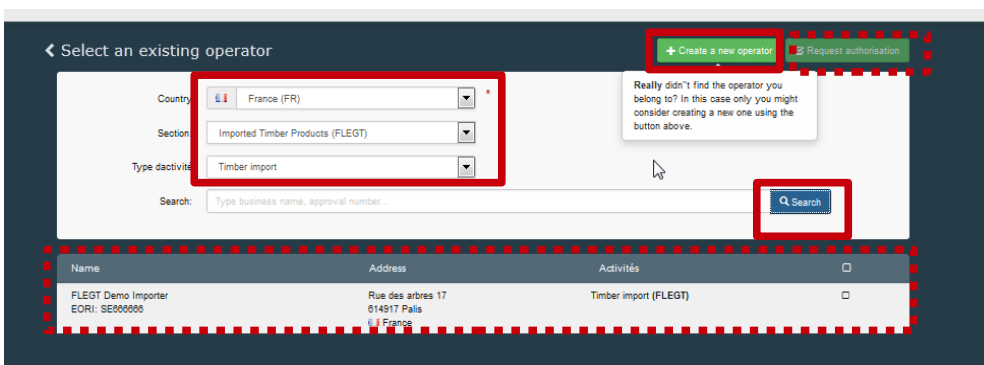 Select an existing operator
+ Create a new operator
Request authorisation
Really didn"t find the operator you
belong to? In this case only you might
consider creating a new one using the
button above.
Country
France (FR)
*
Section:
Imported Timber Products (FLEGT)
Type dactivité
Timber import
Search:
Type business name, approval number...
Search
Name Address Activités
FLEGT Demo Importer Rue des arbres 17 Timber import (FLEGT)
EORI: SE666666 614917 Palis
France